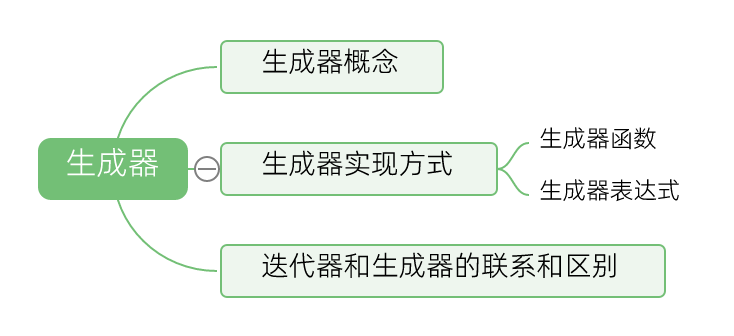 生成器
生成器概念
生成器实现方式
生成器函数
生成器表达式
迭代器和生成器的联系和区别